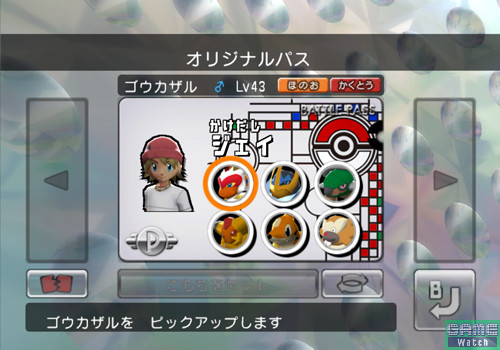 オリジナルパス
ゴウカザル ♂ Lv43 ほのお かくとう
BATTLE PASS
かけだし
ジェイ
P
B
ゴウカザルを ピックアップします
GAME
Watch